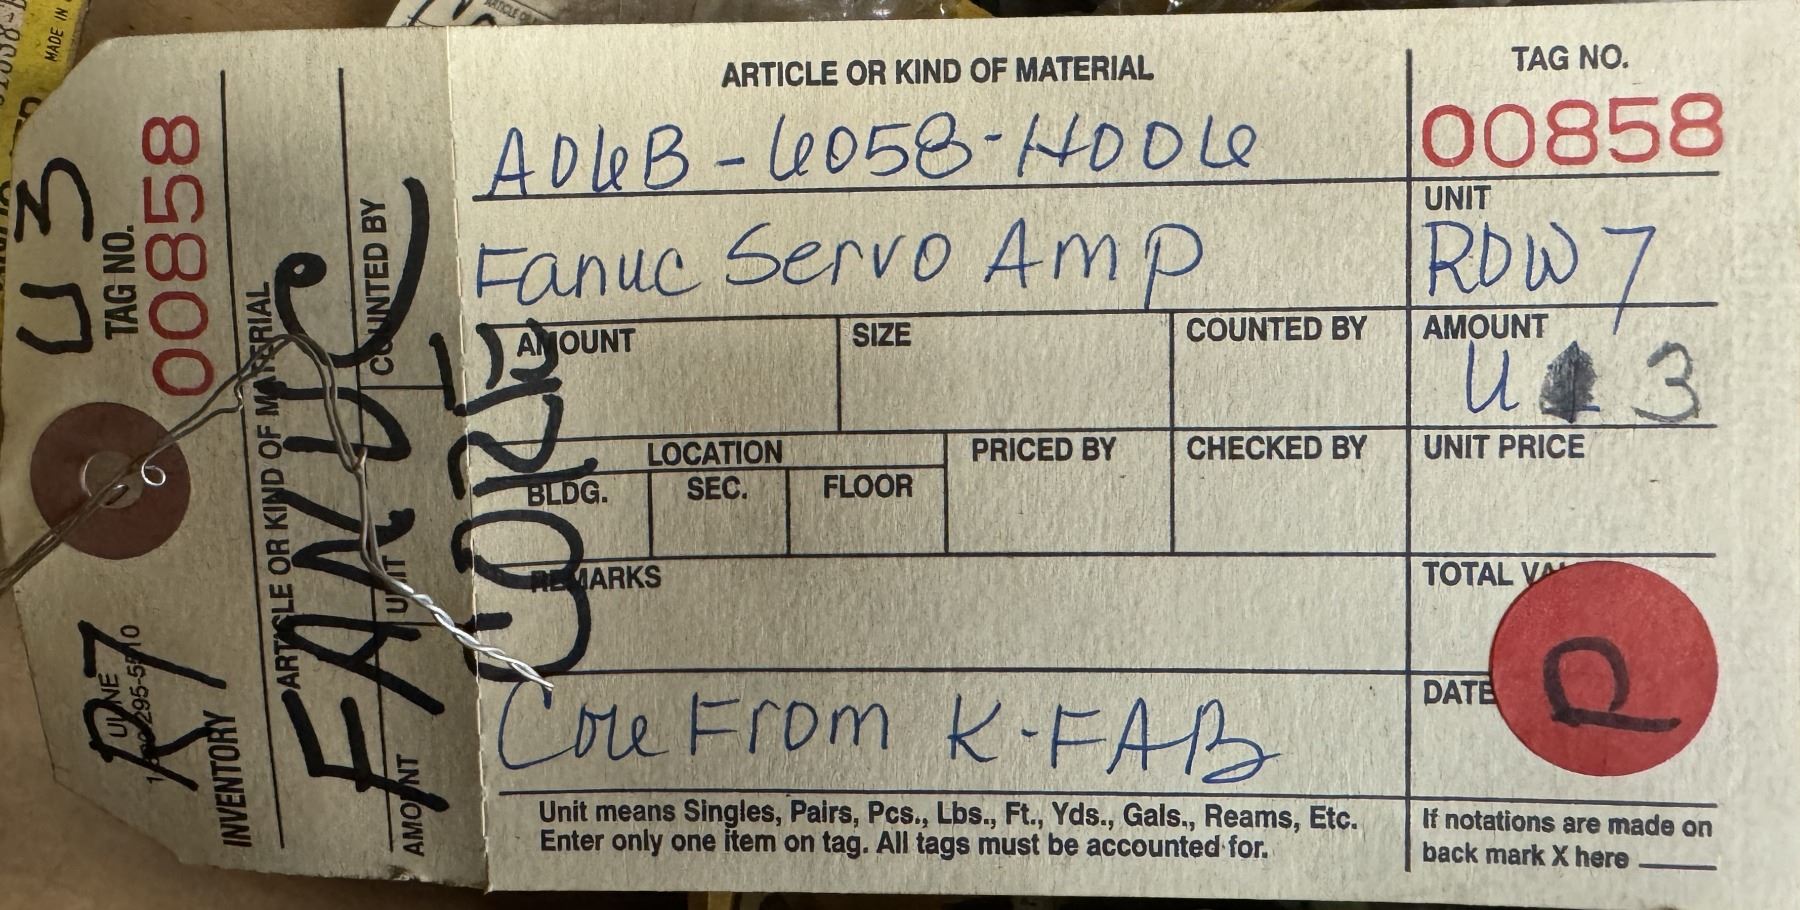 ARTICLE OR KIND OF MATERIAL
TAG NO.
A06B-6058-H006
00858
UNIT
Fanuc Servo Amp
ROW 7
AMOUNT
SIZE
COUNTED BY
AMOUNT
U 3
LOCATION
PRICED BY
CHECKED BY
UNIT PRICE
BLDG.
SEC.
FLOOR
REMARKS
TOTAL VA
DATE
P
Core From K-FAB
Unit means Singles, Pairs, Pcs., Lbs., Ft., Yds., Gals., Reams, Etc.
Enter only one item on tag. All tags must be accounted for.
If notations are made on
back mark X here
R7 U3
ULINE
TAG NO.
00858
INVENTORY
ARTICLE OR KIND OF MATERIAL
FANUC
COUNTED BY
UNIT
AMOUNT
CORE
MADE IN